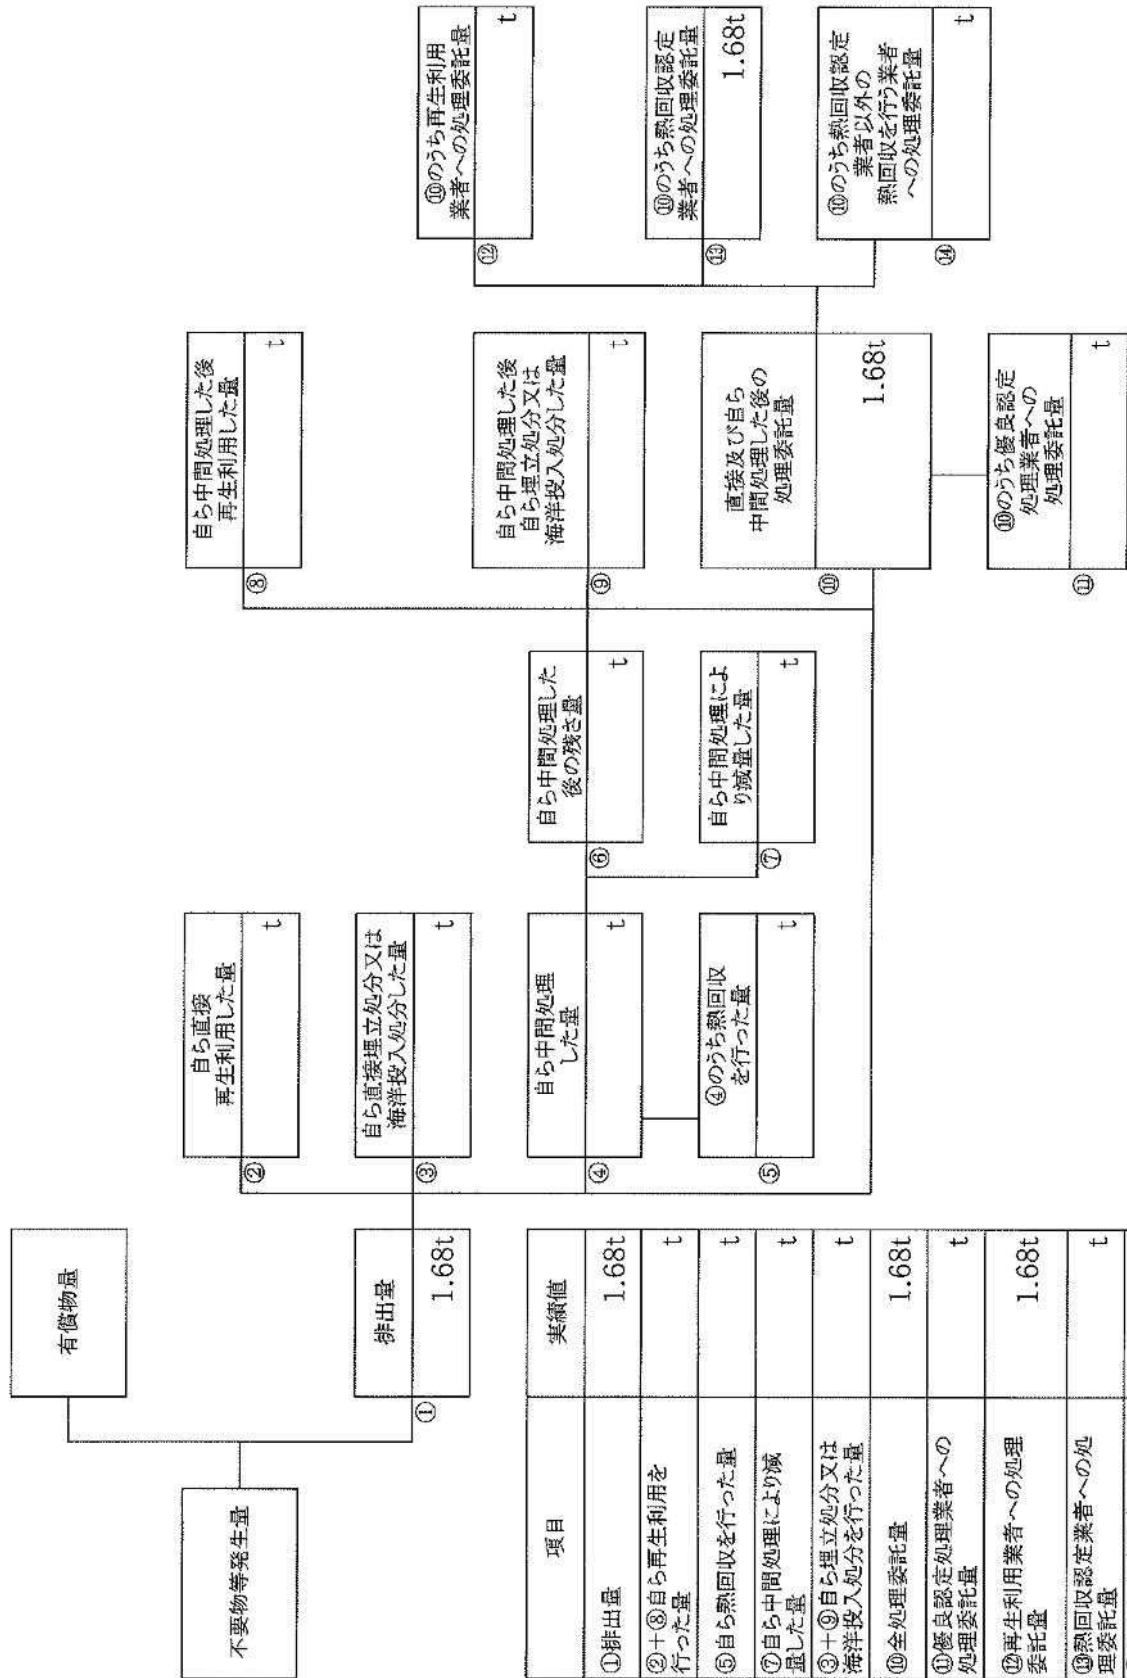 不要物等発生量
有償物量
排出量
①
1.68t
自ら直接
再生利用した量
②
t
自ら直接埋立処分又は
海洋投入処分した量
③
t
自ら中間処理
した量
④
t
④のうち熱回収
を行った量
⑤
t
自ら中間処理した
後の残さ量
⑥
t
自ら中間処理によ
り減量した量
⑦
t
自ら中間処理した後
再生利用した量
⑧
t
自ら中間処理した後
自ら埋立処分又は
海洋投入処分した量
⑨
t
直接及び自ら
中間処理した後の
処理委託量
⑩
1.68t
⑩のうち優良認定
処理業者への
処理委託量
⑪
t
⑩のうち再生利用
業者への処理委託量
⑫
t
⑩のうち熱回収認定
業者への処理委託量
⑬
1.68t
⑩のうち熱回収認定
業者以外の
熱回収を行う業者
への処理委託量
⑭
t
項目 実績値
①排出量 1.68t
②+⑧自ら再生利用を
行った量 t
⑤自ら熱回収を行った量 t
⑦自ら中間処理により減
量した量 t
③+⑨自ら埋立処分又は
海洋投入処分を行った量 t
⑩全処理委託量 1.68t
⑪優良認定処理業者への
処理委託量 t
⑫再生利用業者への処理
委託量 1.68t
⑬熱回収認定業者への処
理委託量 t